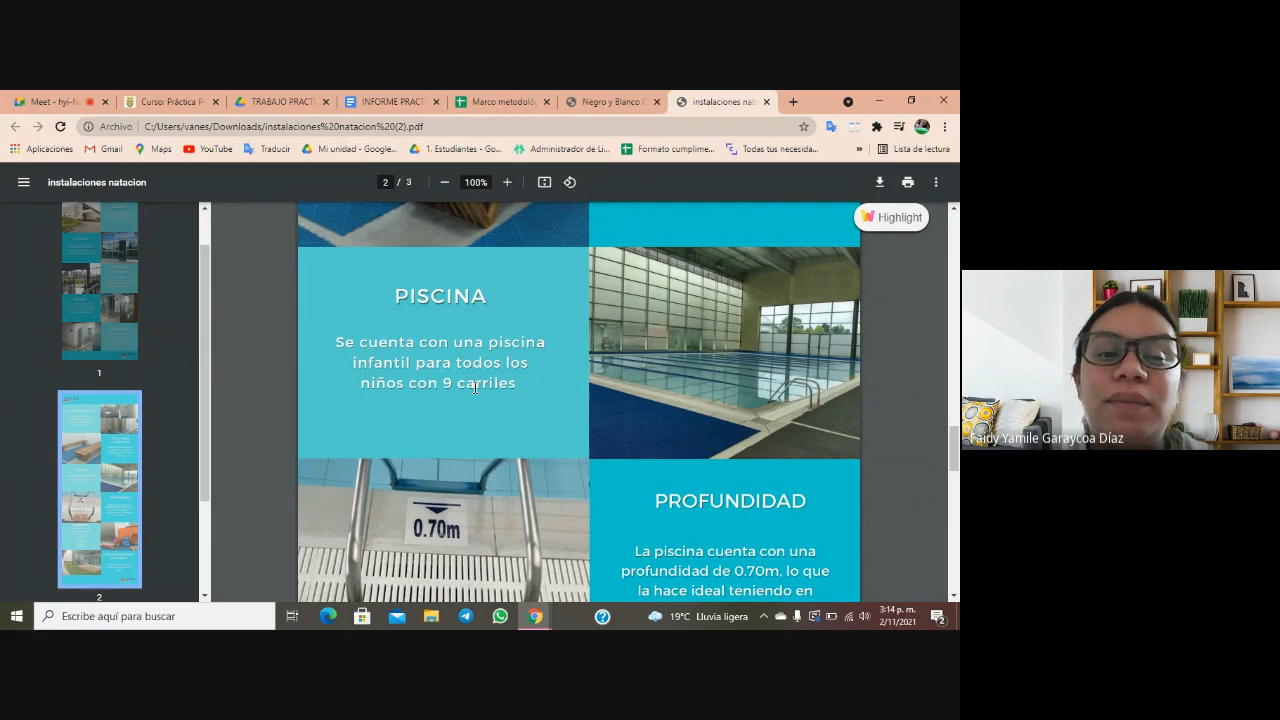 Meet - hyi-fx
Curso: Práctica P
TRABAJO PRACTI
INFORME PRACT
Marco metodoló
Negro y Blanco C
instalaciones nat
Archivo
C:/Users/vanes/Downloads/instalaciones%20natacion%20(2).pdf
Aplicaciones
Gmail
Maps
YouTube
Traducir
Mi unidad - Google...
1. Estudiantes - Go...
Administrador de Li...
Formato cumplime...
Todas tus necesida...
»
Lista de lectura
instalaciones natacion
2 / 3
100%
Highlight
PISCINA
Se cuenta con una piscina
infantil para todos los
niños con 9 carriles
0.70m
PROFUNDIDAD
La piscina cuenta con una
profundidad de 0.70m, lo que
la hace ideal teniendo en
1
2
Faidy Yamile Garaycoa Díaz
Escribe aquí para buscar
19°C Lluvia ligera
3:14 p. m.
2/11/2021
2